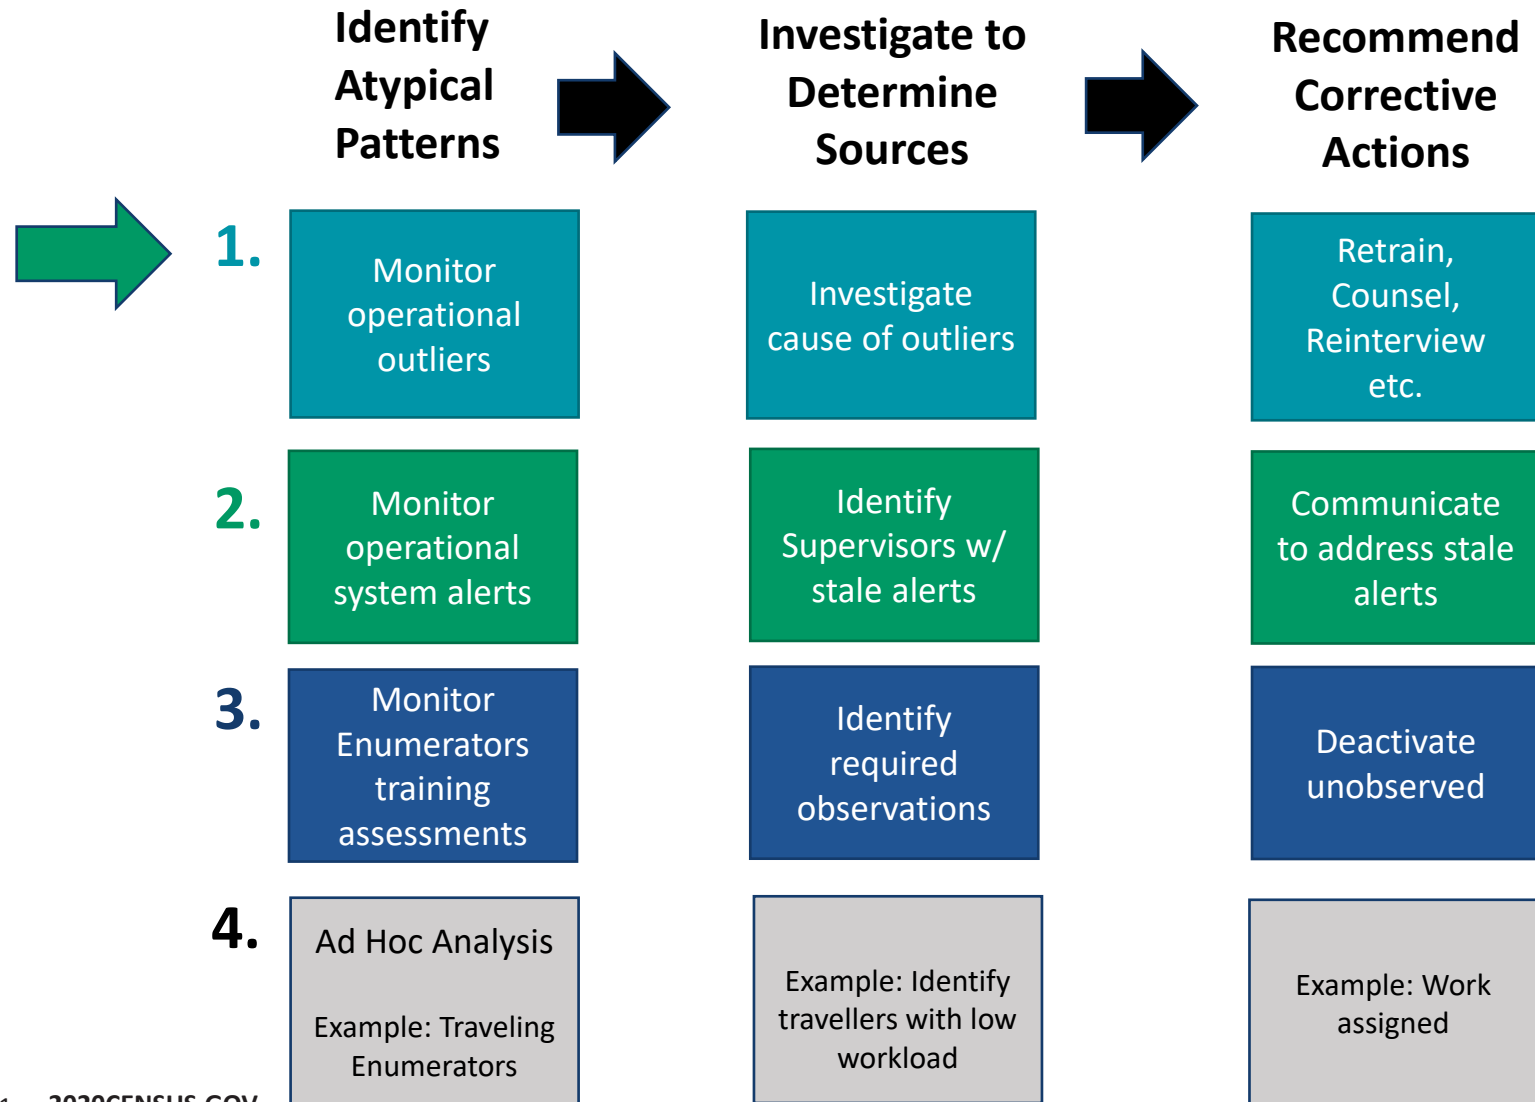 Identify
Atypical
Patterns
Investigate to
Determine
Sources
Recommend
Corrective
Actions
1.
Monitor
operational
outliers
Investigate
cause of outliers
Retrain,
Counsel,
Reinterview
etc.
2.
Monitor
operational
system alerts
Identify
Supervisors w/
stale alerts
Communicate
to address stale
alerts
3.
Monitor
Enumerators
training
assessments
Identify
required
observations
Deactivate
unobserved
4.
Ad Hoc Analysis
Example: Traveling
Enumerators
Example: Identify
travellers with low
workload
Example: Work
assigned
2020CENSUS.GOV